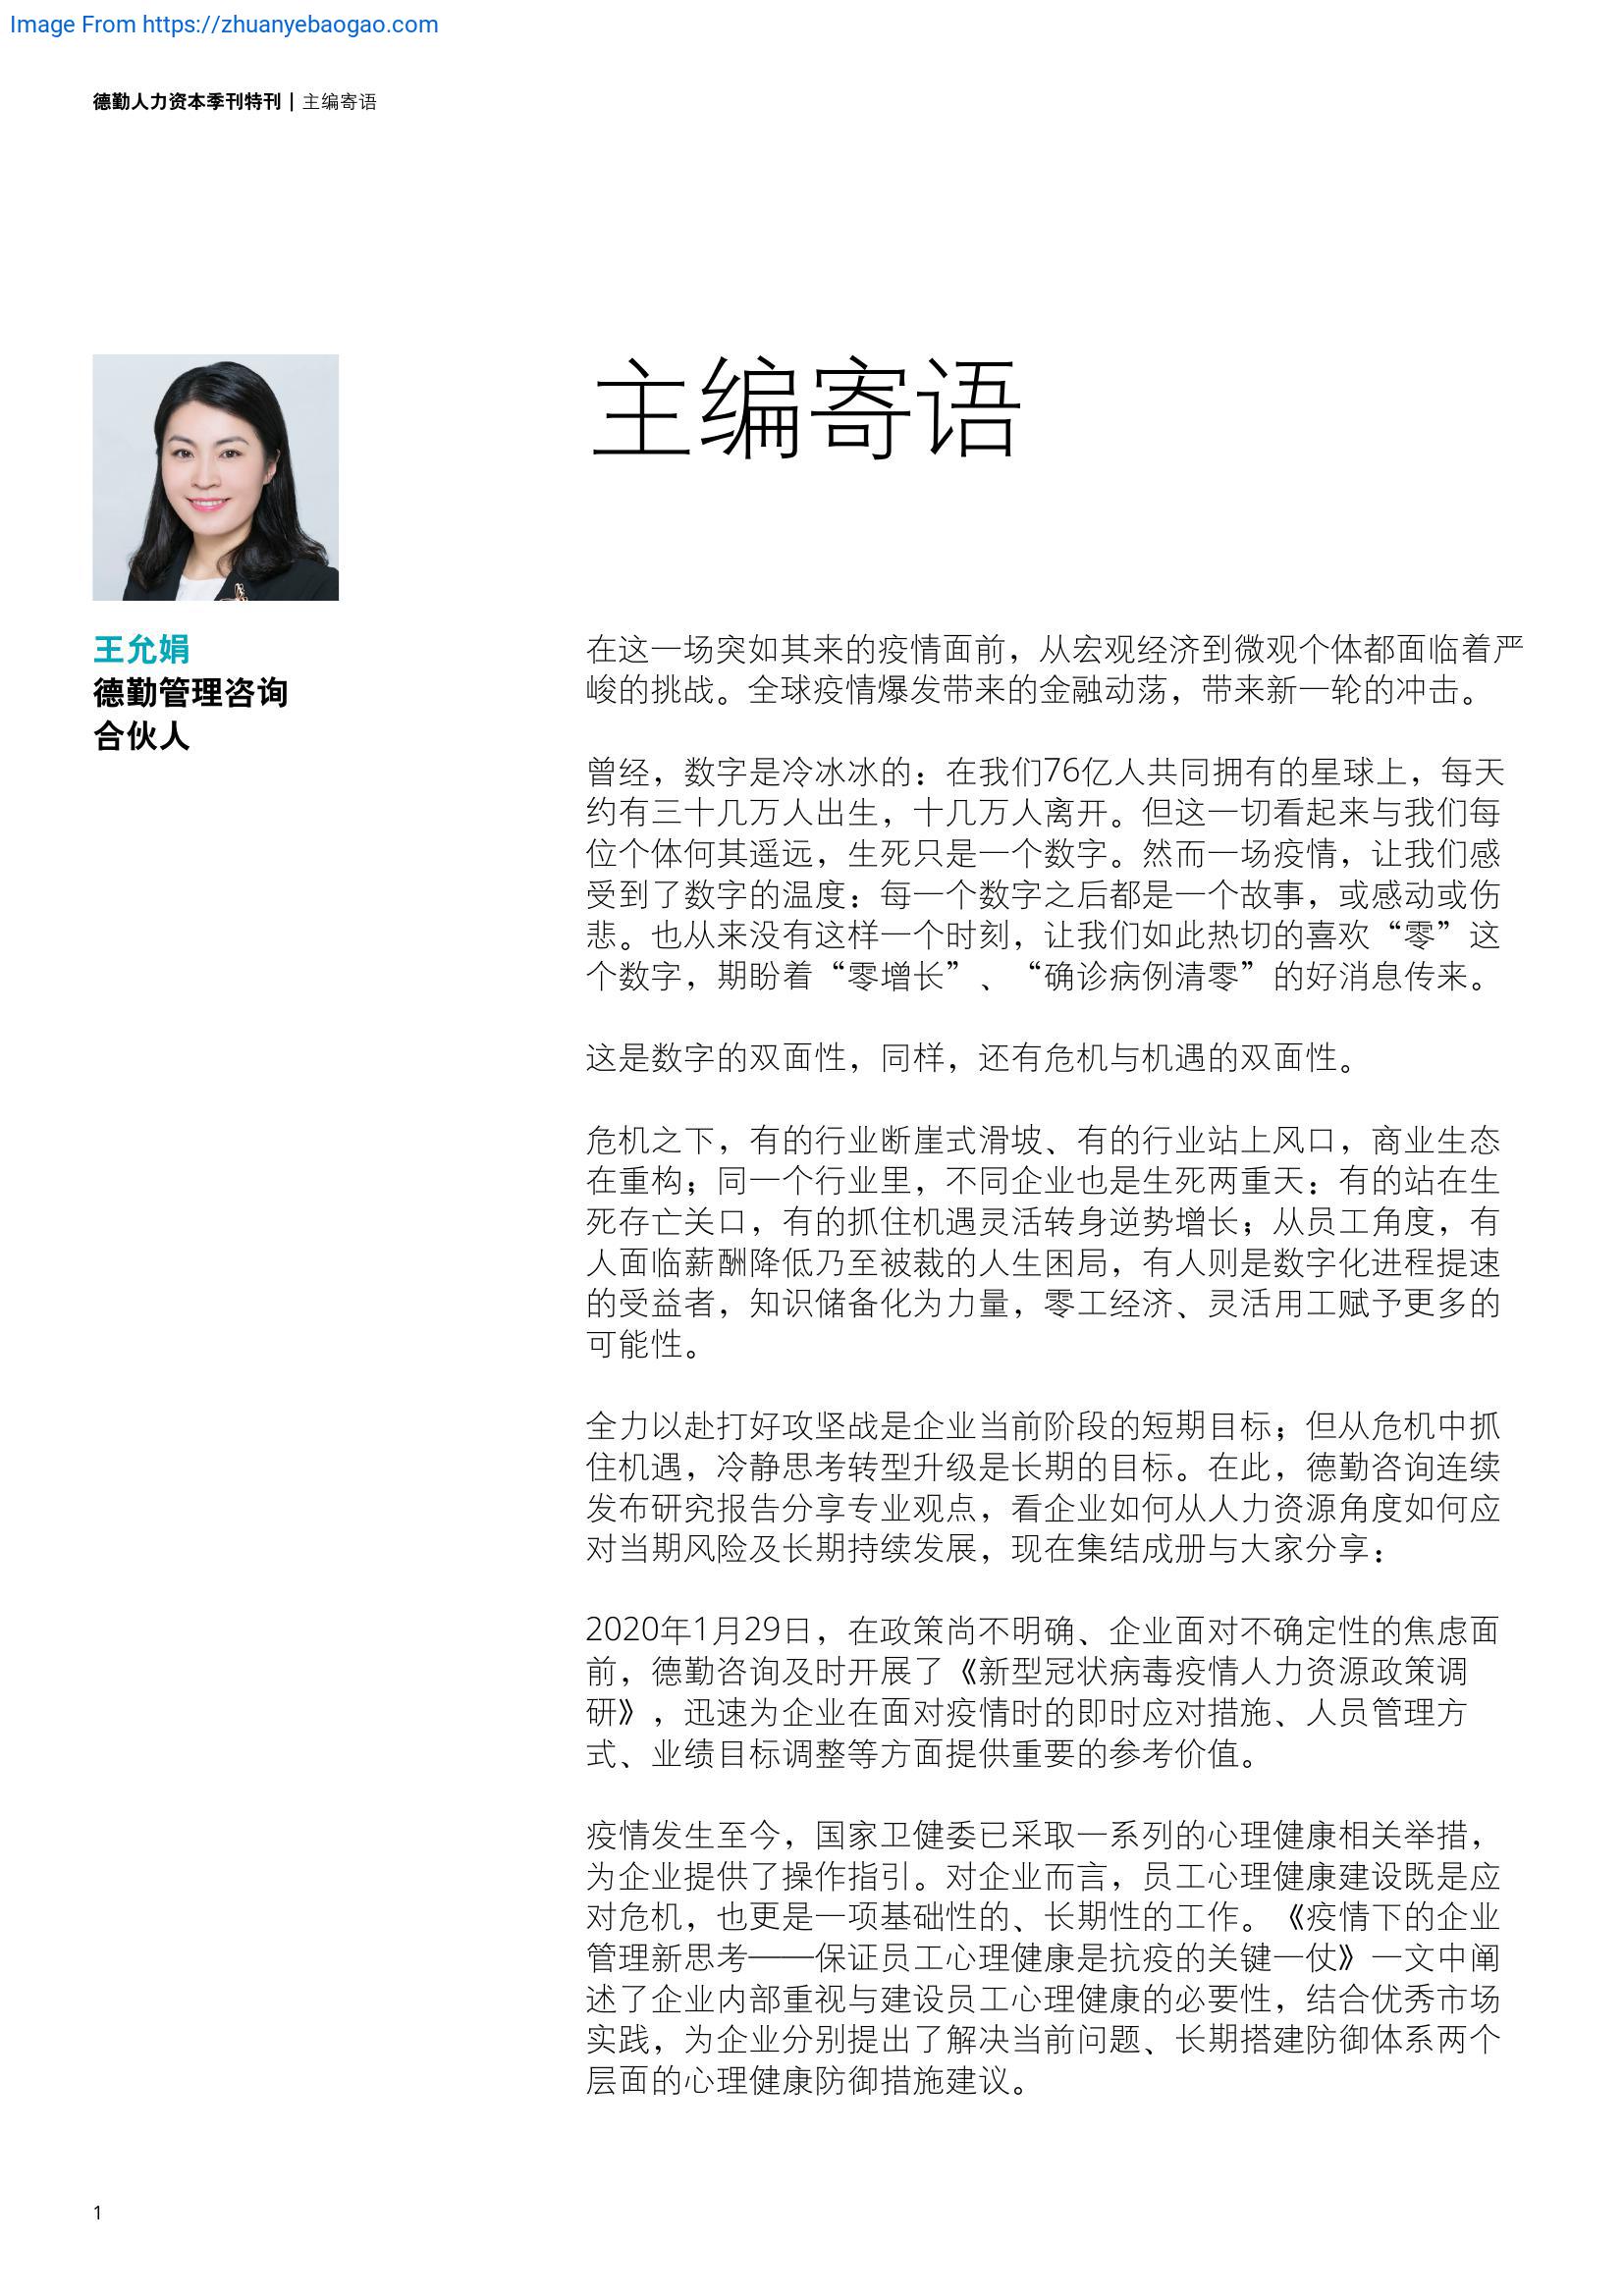 Image From https://zhuanyebaogao.com
德勤人力资本季刊特刊 | 主编寄语
主编寄语
王允娟
德勤管理咨询
合伙人
在这一场突如其来的疫情面前，从宏观经济到微观个体都面临着严
峻的挑战。全球疫情爆发带来的金融动荡，带来新一轮的冲击。
曾经，数字是冷冰冰的：在我们76亿人共同拥有的星球上，每天
约有三十几万人出生，十几万人离开。但这一切看起来与我们每
位个体何其遥远，生死只是一个数字。然而一场疫情，让我们感
受到了数字的温度：每一个数字之后都是一个故事，或感动或伤
悲。也从来没有这样一个时刻，让我们如此热切的喜欢“零”这
个数字，期盼着“零增长”、“确诊病例清零”的好消息传来。
这是数字的双面性，同样，还有危机与机遇的双面性。
危机之下，有的行业断崖式滑坡、有的行业站上风口，商业生态
在重构；同一个行业里，不同企业也是生死两重天：有的站在生
死存亡关口，有的抓住机遇灵活转身逆势增长；从员工角度，有
人面临薪酬降低乃至被裁的人生困局，有人则是数字化进程提速
的受益者，知识储备化为力量，零工经济、灵活用工赋予更多的
可能性。
全力以赴打好攻坚战是企业当前阶段的短期目标；但从危机中抓
住机遇，冷静思考转型升级是长期的目标。在此，德勤咨询连续
发布研究报告分享专业观点，看企业如何从人力资源角度如何应
对当期风险及长期持续发展，现在集结成册与大家分享：
2020年1月29日，在政策尚不明确、企业面对不确定性的焦虑面
前，德勤咨询及时开展了《新型冠状病毒疫情人力资源政策调
研》，迅速为企业在面对疫情时的即时应对措施、人员管理方
式、业绩目标调整等方面提供重要的参考价值。
疫情发生至今，国家卫健委已采取一系列的心理健康相关举措，
为企业提供了操作指引。对企业而言，员工心理健康建设既是应
对危机，也更是一项基础性的、长期性的工作。《疫情下的企业
管理新思考——保证员工心理健康是抗疫的关键一仗》一文中阐
述了企业内部重视与建设员工心理健康的必要性，结合优秀市场
实践，为企业分别提出了解决当前问题、长期搭建防御体系两个
层面的心理健康防御措施建议。
1